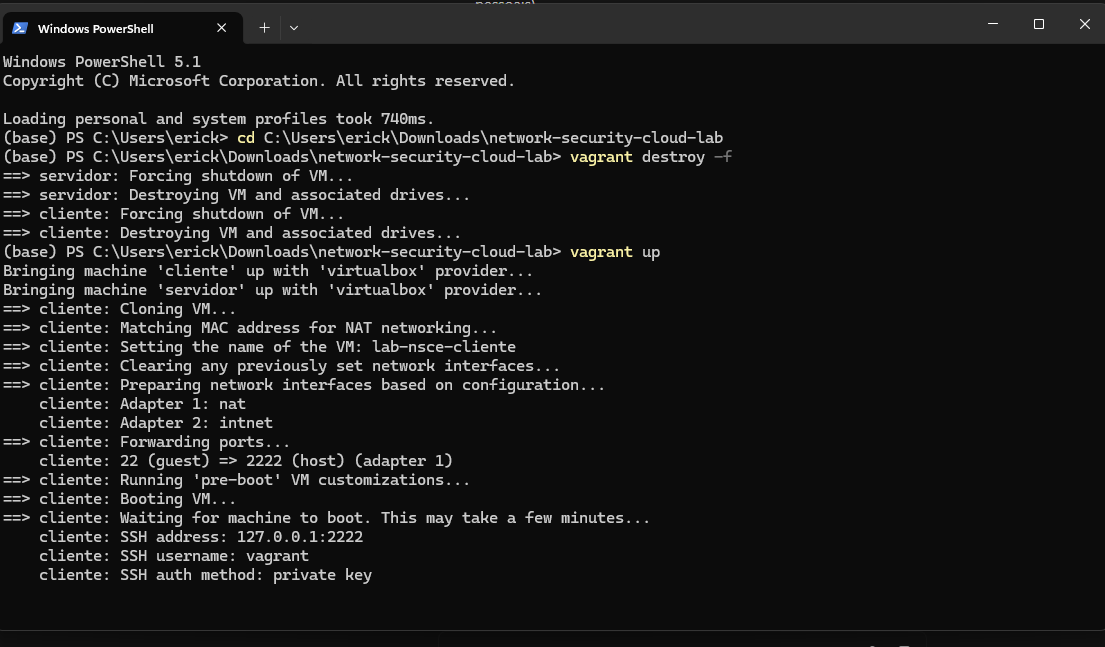 Windows PowerShell
Windows PowerShell 5.1
Copyright (C) Microsoft Corporation. All rights reserved.
Loading personal and system profiles took 740ms.
(base) PS C:\Users\erick> cd C:\Users\erick\Downloads\network-security-cloud-lab
(base) PS C:\Users\erick\Downloads\network-security-cloud-lab> vagrant destroy -f
==> servidor: Forcing shutdown of VM...
==> servidor: Destroying VM and associated drives...
==> cliente: Forcing shutdown of VM...
==> cliente: Destroying VM and associated drives...
(base) PS C:\Users\erick\Downloads\network-security-cloud-lab> vagrant up
Bringing machine 'cliente' up with 'virtualbox' provider...
Bringing machine 'servidor' up with 'virtualbox' provider...
==> cliente: Cloning VM...
==> cliente: Matching MAC address for NAT networking...
==> cliente: Setting the name of the VM: lab-nsce-cliente
==> cliente: Clearing any previously set network interfaces...
==> cliente: Preparing network interfaces based on configuration...
    cliente: Adapter 1: nat
    cliente: Adapter 2: intnet
==> cliente: Forwarding ports...
    cliente: 22 (guest) => 2222 (host) (adapter 1)
==> cliente: Running 'pre-boot' VM customizations...
==> cliente: Booting VM...
==> cliente: Waiting for machine to boot. This may take a few minutes...
    cliente: SSH address: 127.0.0.1:2222
    cliente: SSH username: vagrant
    cliente: SSH auth method: private key